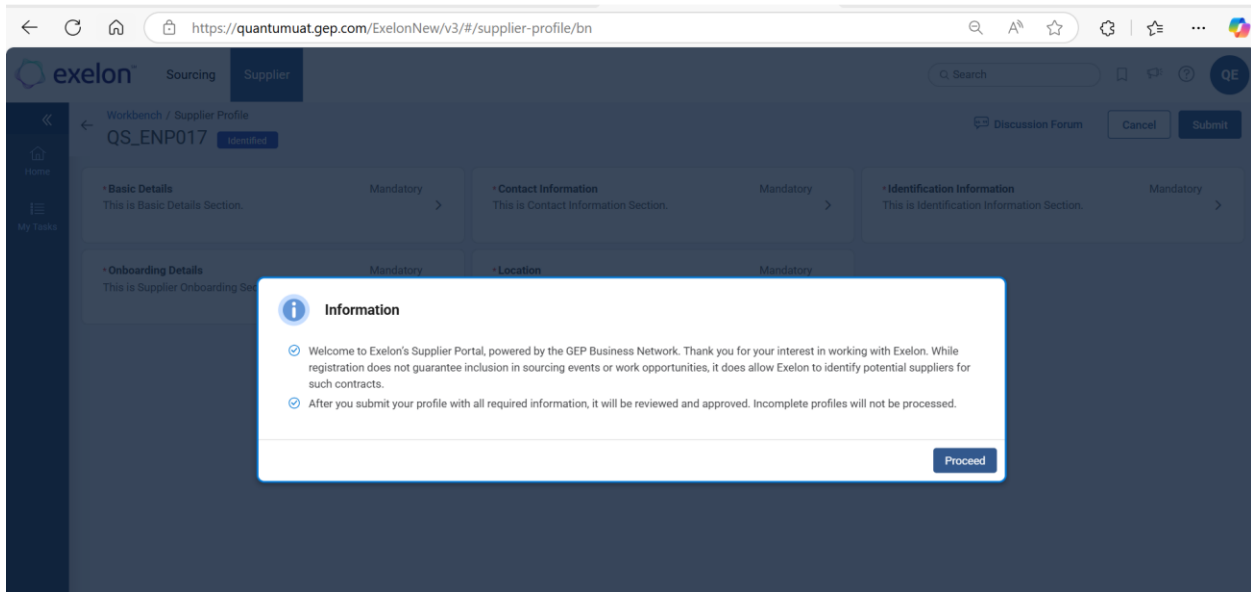 https://quantumuat.gep.com/ExelonNew/v3/#/supplier-profile/bn
exelon Sourcing Supplier Search QE
Workbench / Supplier Profile
QS_ENP017 Identified Discussion Forum Cancel Submit
Home
My Tasks
• Basic Details Mandatory
This is Basic Details Section.
• Contact Information Mandatory
This is Contact Information Section.
• Identification Information Mandatory
This is Identification Information Section.
• Onboarding Details Mandatory
This is Supplier Onboarding
• Location Mandatory
Information
Welcome to Exelon's Supplier Portal, powered by the GEP Business Network. Thank you for your interest in working with Exelon. While
registration does not guarantee inclusion in sourcing events or work opportunities, it does allow Exelon to identify potential suppliers for
such contracts.
After you submit your profile with all required information, it will be reviewed and approved. Incomplete profiles will not be processed.
Proceed